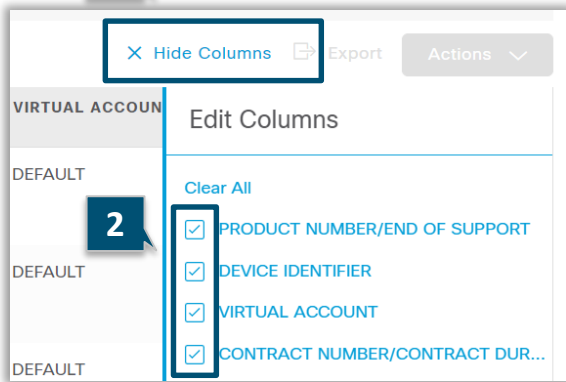 Hide Columns Export Actions
VIRTUAL ACCOUN
Edit Columns
DEFAULT
Clear All
2
PRODUCT NUMBER/END OF SUPPORT
DEFAULT
DEVICE IDENTIFIER
VIRTUAL ACCOUNT
CONTRACT NUMBER/CONTRACT DUR...
DEFAULT